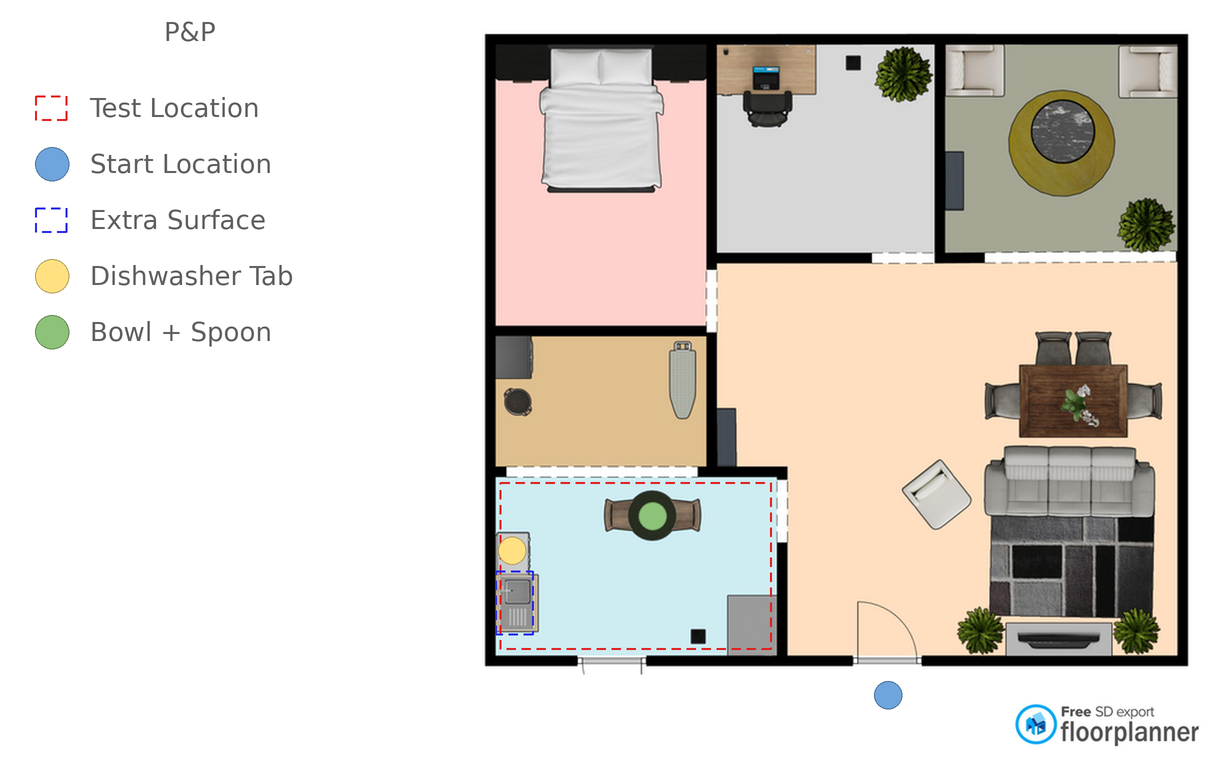 P&P
Test Location
Start Location
Extra Surface
Dishwasher Tab
Bowl + Spoon
Free SD export
floorplanner